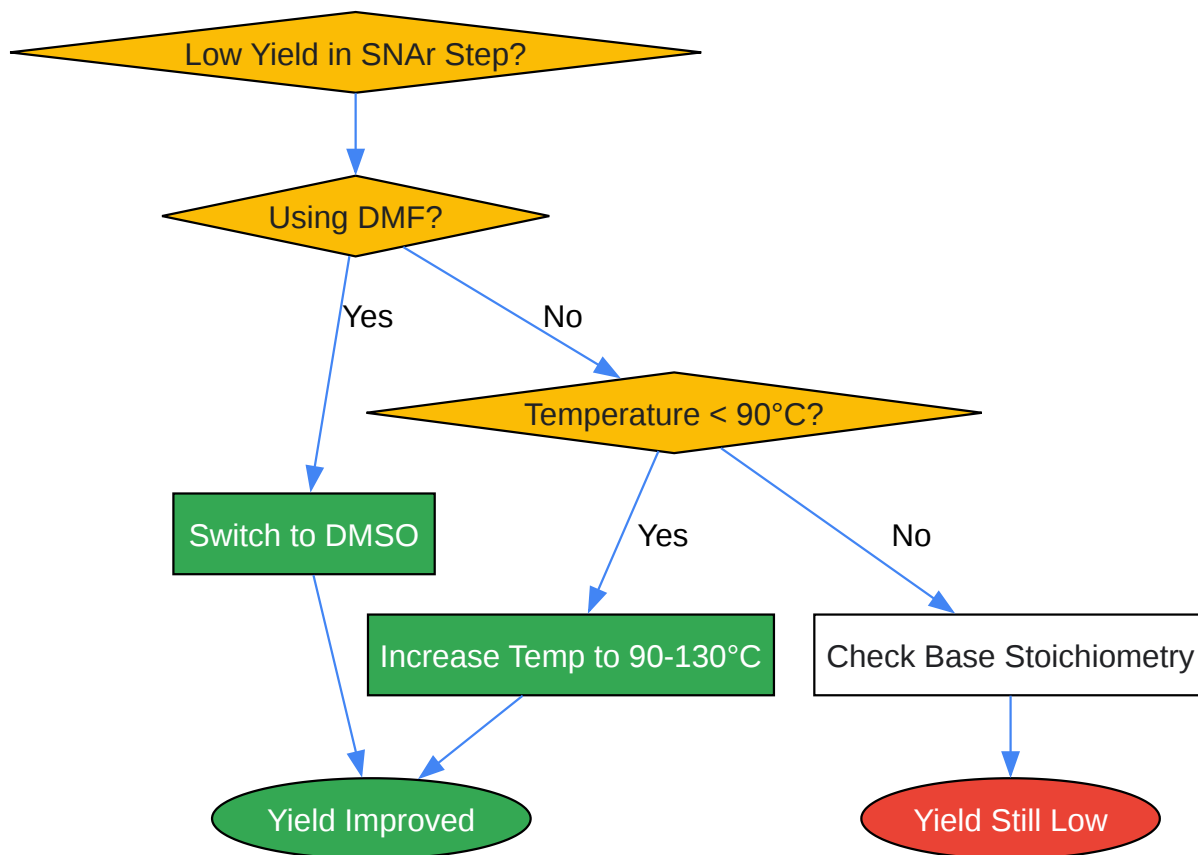 Low Yield in SNAr Step?
Using DMF?
Yes
No
Temperature < 90°C?
Switch to DMSO
Yes
No
Increase Temp to 90-130°C
Check Base Stoichiometry
Yield Improved
Yield Still Low